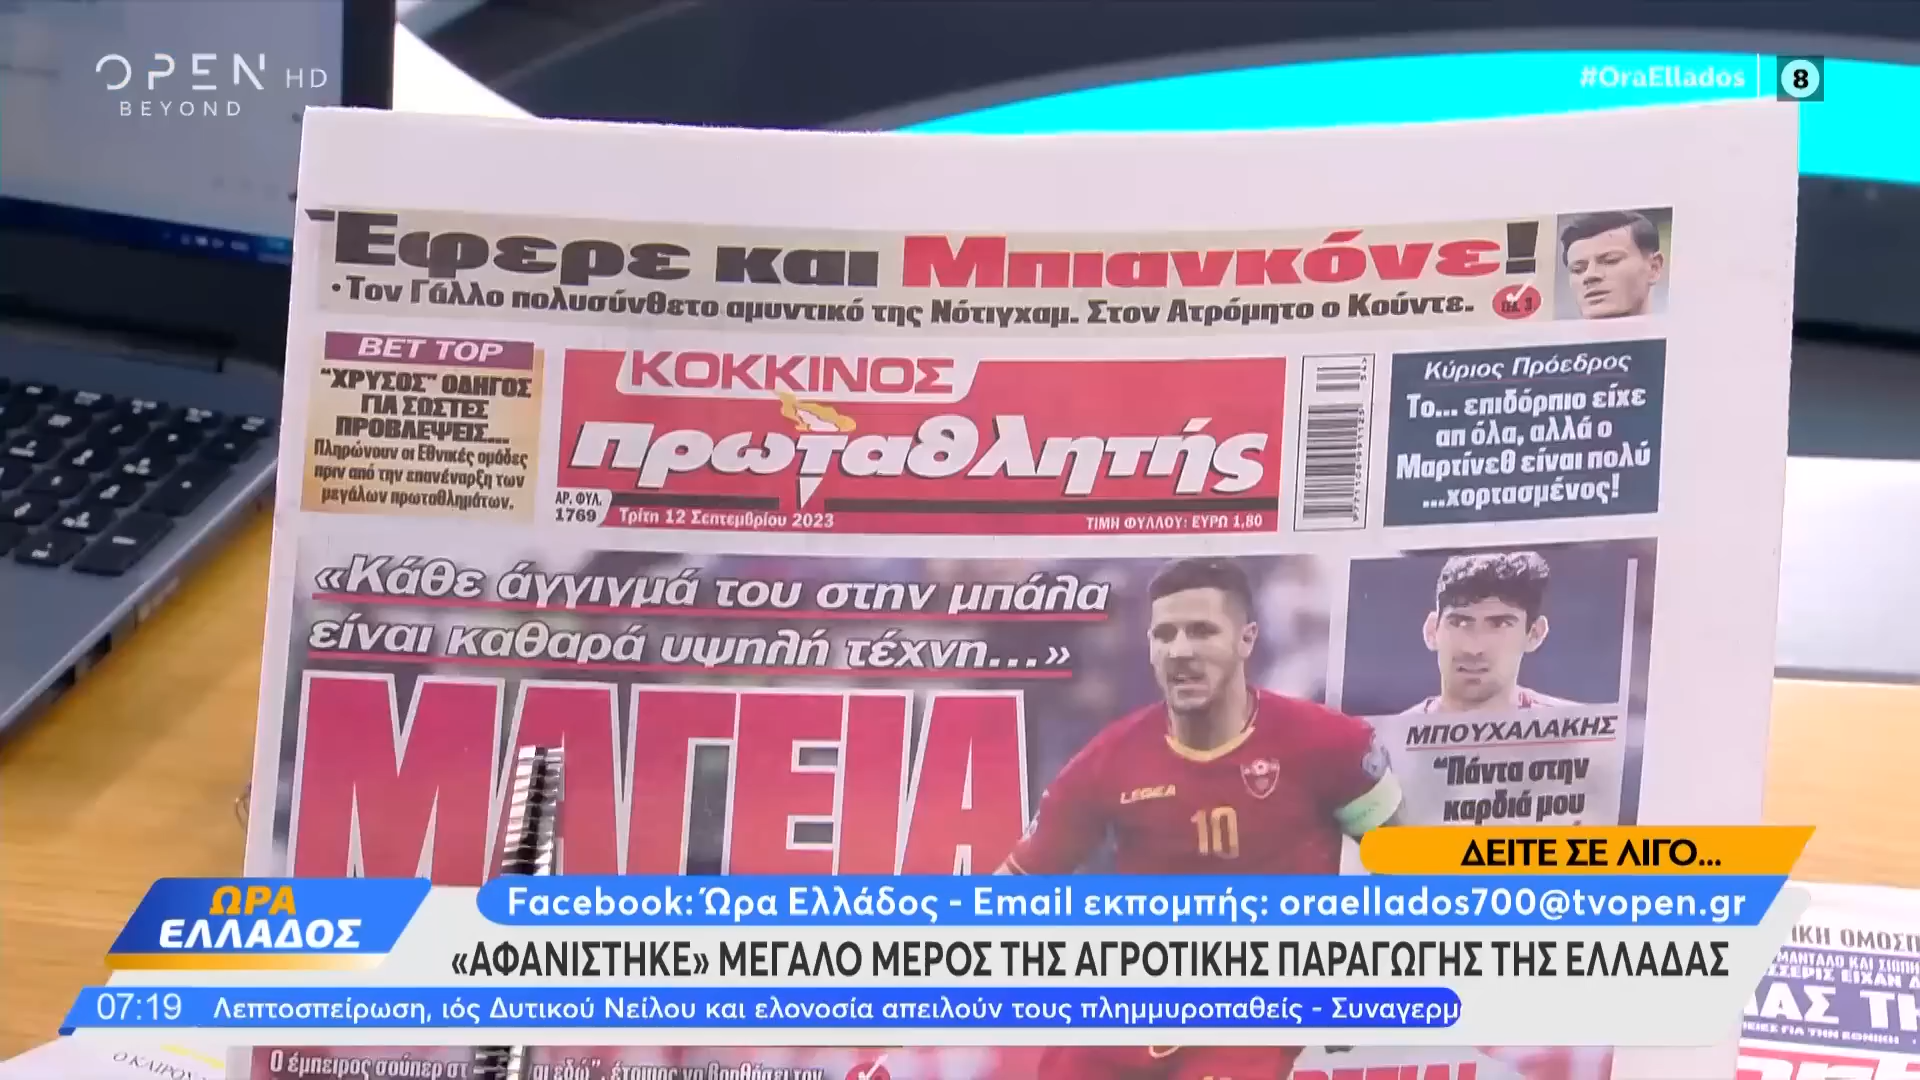 OPEN HD
BEYOND
#OraEllados
8
Έφερε και Μπιανκόνε!
•Τον Γάλλο πολυσύνθετο αμυντικό της Νότιγχαμ. Στον Ατρόμητο ο Κούντε.
ΣΕΛ. 3
BET TOP
"ΧΡΥΣΟΣ" ΟΔΗΓΟΣ
ΓΙΑ ΣΩΣΤΕΣ
ΠΡΟΒΛΕΨΕΙΣ...
Πληρώνουν οι Εθνικές ομάδες
πριν από την επανέναρξη των
μεγάλων πρωταθλημάτων.
ΚΟΚΚΙΝΟΣ
πρωταθλητής
ΑΡ. ΦΥΛ.
1769
Τρίτη 12 Σεπτεμβρίου 2023
ΤΙΜΗ ΦΥΛΛΟΥ: ΕΥΡΩ 1,80
Κύριος Πρόεδρος
Το... επιδόρπιο είχε
απ όλα, αλλά ο
Μαρτίνεθ είναι πολύ
...χορτασμένος!
«Κάθε άγγιγμά του στην μπάλα
είναι καθαρά υψηλή τέχνη...»
ΜΑΓΕΙΑ
LEGEA
10
ΜΠΟΥΧΑΛΑΚΗΣ
"Πάντα στην
καρδιά μου
ΔΕΙΤΕ ΣΕ ΛΙΓΟ...
ΩΡΑ
ΕΛΛΑΔΟΣ
Facebook: Ώρα Ελλάδος - Email εκπομπής: oraellados700@tvopen.gr
«ΑΦΑΝΙΣΤΗΚΕ» ΜΕΓΑΛΟ ΜΕΡΟΣ ΤΗΣ ΑΓΡΟΤΙΚΗΣ ΠΑΡΑΓΩΓΗΣ ΤΗΣ ΕΛΛΑΔΑΣ
07:19 Λεπτοσπείρωση, ιός Δυτικού Νείλου και ελονοσία απειλούν τους πλημμυροπαθείς - Συναγερμ
Ο έμπειρος σούπερ στ